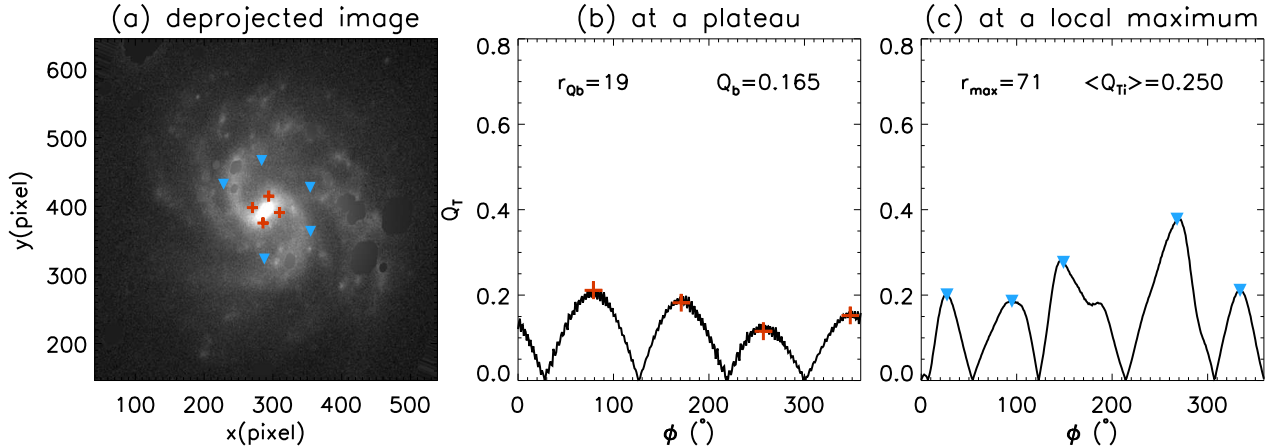 (a) deprojected image
(b) at a plateau
(c) at a local maximum
y(pixel)
600
500
400
300
200
100 200 300 400 500
x(pixel)
Q_T
0.8
0.6
0.4
0.2
0.0
r_Qb=19 Q_b=0.165
0 100 200 300
ϕ (°)
0.8
0.6
0.4
0.2
0.0
r_max=71 <Q_Ti>=0.250
0 100 200 300
ϕ (°)